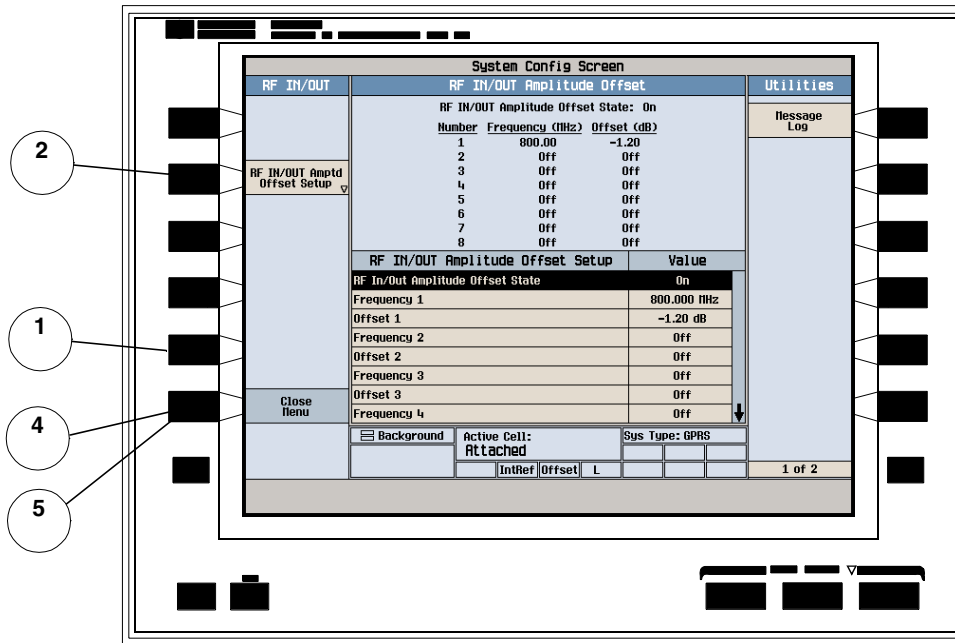 System Config Screen
RF IN/OUT
RF IN/OUT Amplitude Offset
Utilities
RF IN/OUT Amplitude Offset State: On
Number Frequency (MHz) Offset (dB)
1 800.00 -1.20
2 Off Off
3 Off Off
4 Off Off
5 Off Off
6 Off Off
7 Off Off
8 Off Off
Message
Log
RF IN/OUT Amptd
Offset Setup
RF IN/OUT Amplitude Offset Setup Value
RF In/Out Amplitude Offset State On
Frequency 1 800.000 MHz
Offset 1 -1.20 dB
Frequency 2 Off
Offset 2 Off
Frequency 3 Off
Offset 3 Off
Frequency 4 Off
Close
Menu
Background
Active Cell:
Attached
Sys Type: GPRS
IntRef Offset L
1 of 2
2
1
4
5